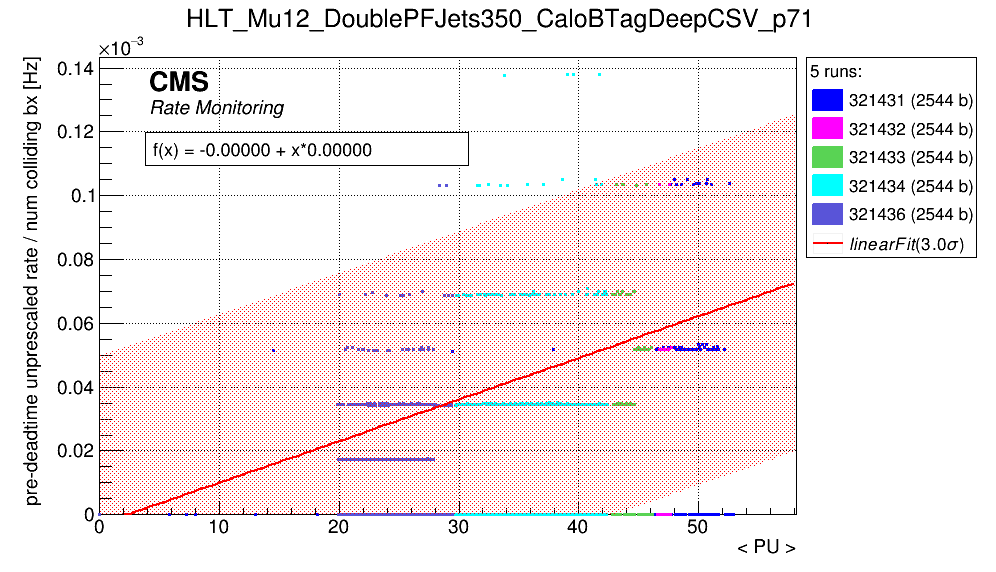 HLT_Mu12_DoublePFJets350_CaloBTagDeepCSV_p71
×10⁻³
CMS
Rate Monitoring
f(x) = -0.00000 + x*0.00000
pre-deadtime unprescaled rate / num colliding bx [Hz]
0.14
0.12
0.1
0.08
0.06
0.04
0.02
0
0 10 20 30 40 50
< PU >
5 runs:
321431 (2544 b)
321432 (2544 b)
321433 (2544 b)
321434 (2544 b)
321436 (2544 b)
linearFit(3.0σ)